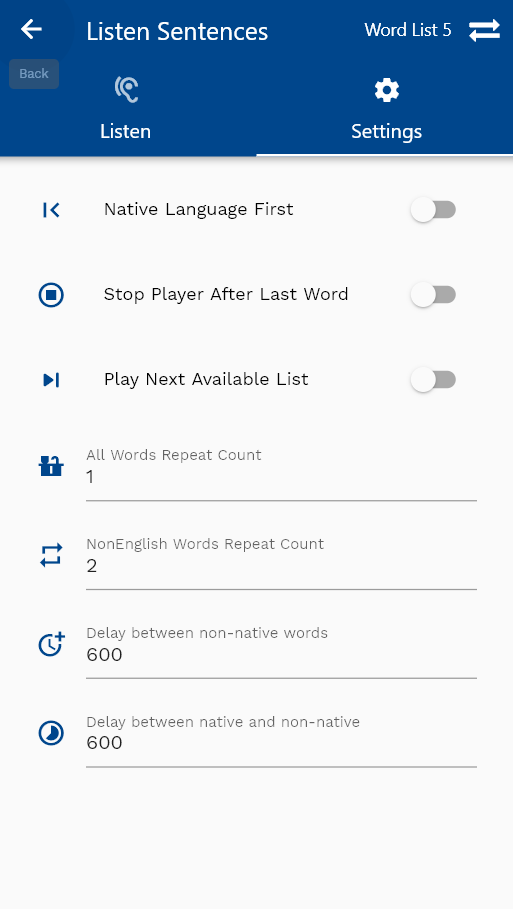 Listen Sentences
Word List 5
Back
Listen
Settings
Native Language First
Stop Player After Last Word
Play Next Available List
All Words Repeat Count
1
NonEnglish Words Repeat Count
2
Delay between non-native words
600
Delay between native and non-native
600